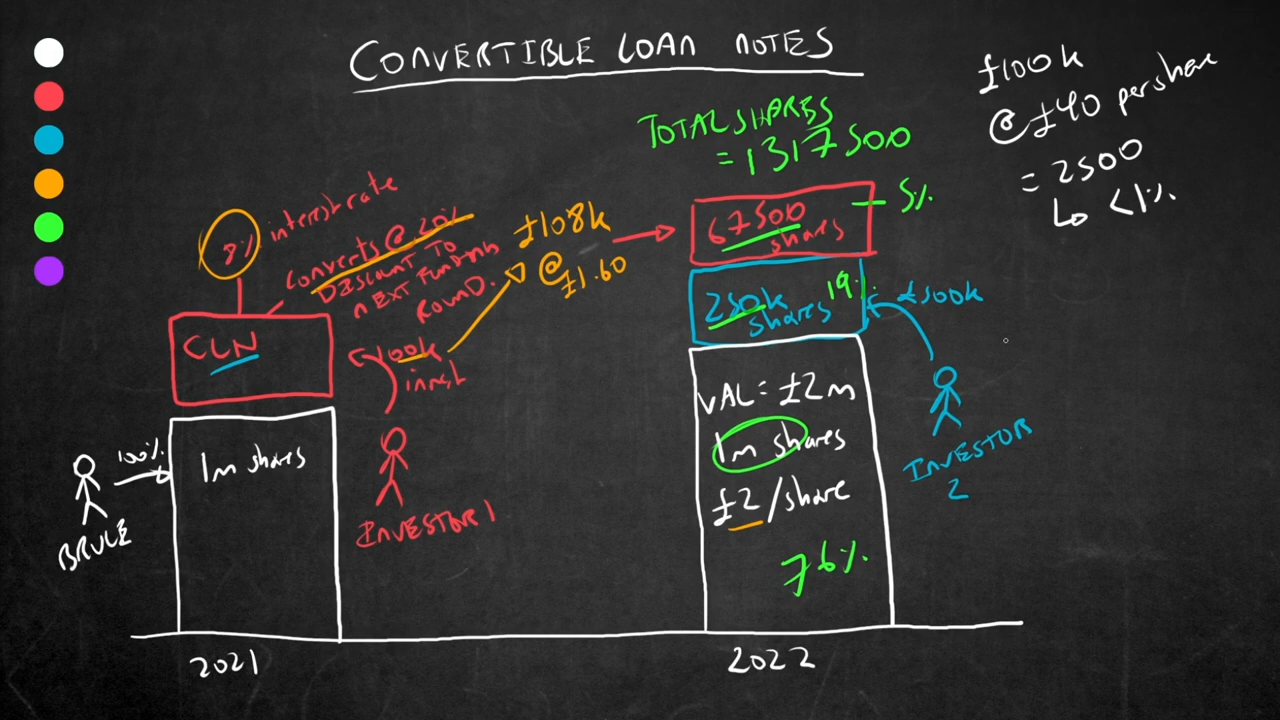 CONVERTIBLE LOAN NOTES
£100k
@ £40 per share
= 2500
↳ <1%
TOTAL SHARES
= 1317500
8% interest rate
Converts @ 20%
DISCOUNT TO
NEXT FUNDING
ROUND.
£108k
@
£1.60
67500
shares
5%
250k
shares
19%
£500k
CLN
100k
invest
VAL = £2m
1m shares
£2/share
76%
100%
1m shares
BRUCE
INVESTOR 1
INVESTOR
2
2021
2022